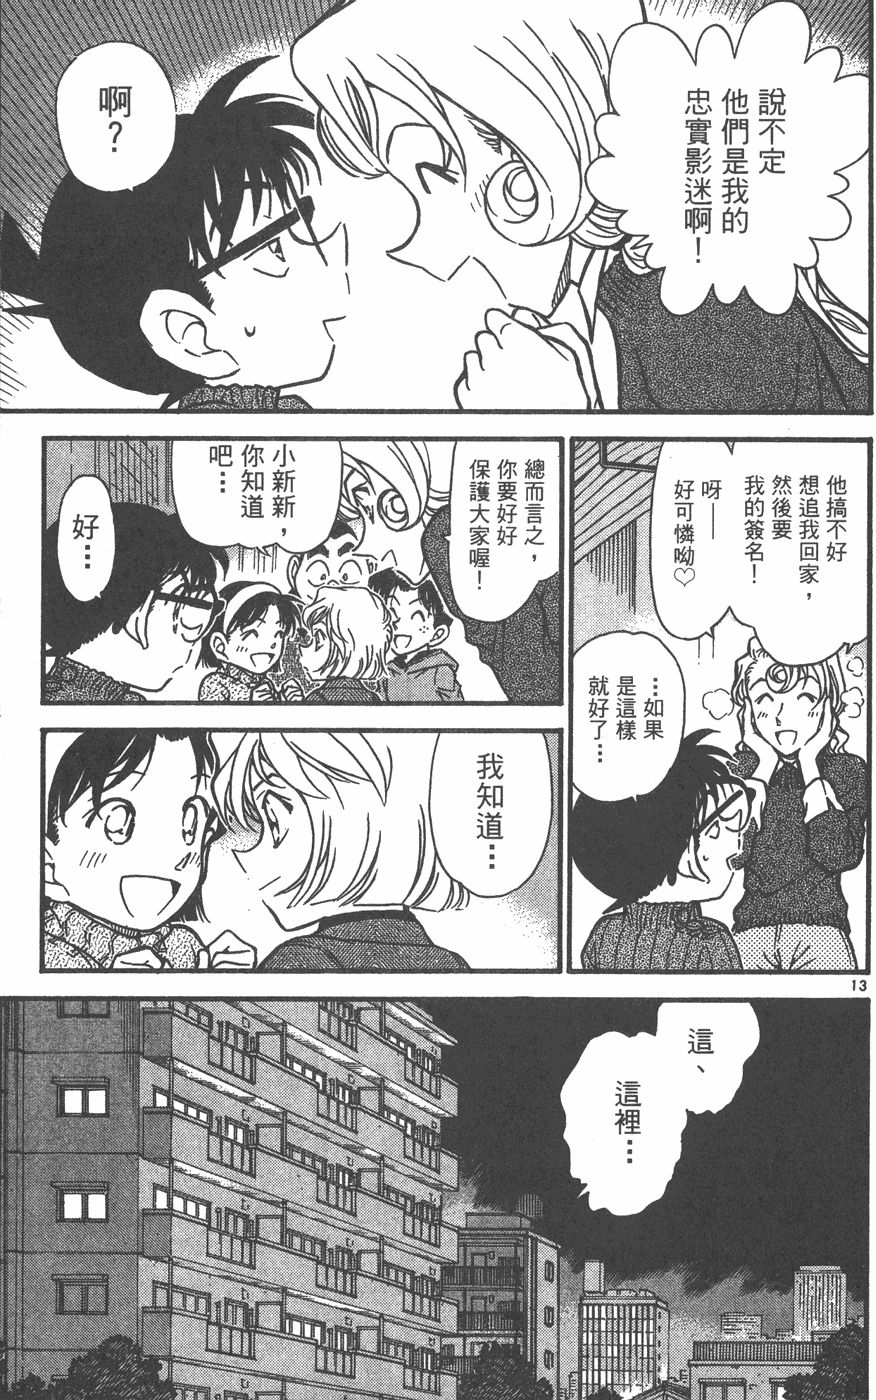 說不定
他們是我的
忠實影迷啊！
啊？
他搞不好
想追我回家，
然後要
我的簽名！
呀——
好可憐呦♡
…如果
是這樣
就好了…
總而言之，
你要好好
保護大家喔！
小新新，
你知道
吧…
好…
我知道…
13
這、
這裡…